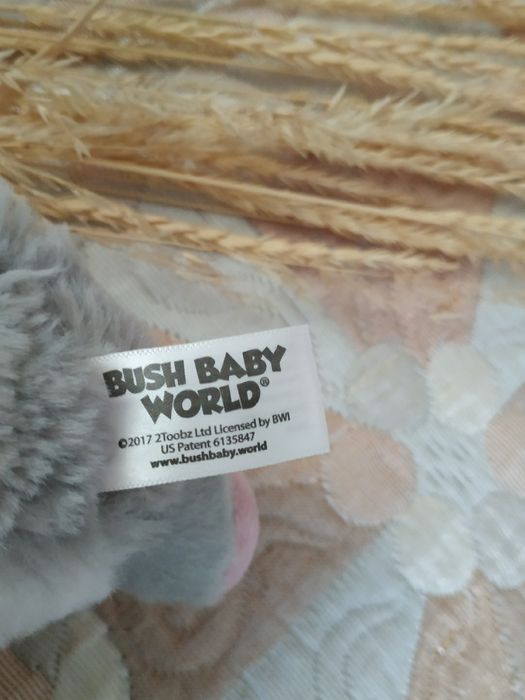 BUSH BABY
WORLD®
©2017 2Toobz Ltd Licensed by BWI
US Patent 6135847
www.bushbaby.world